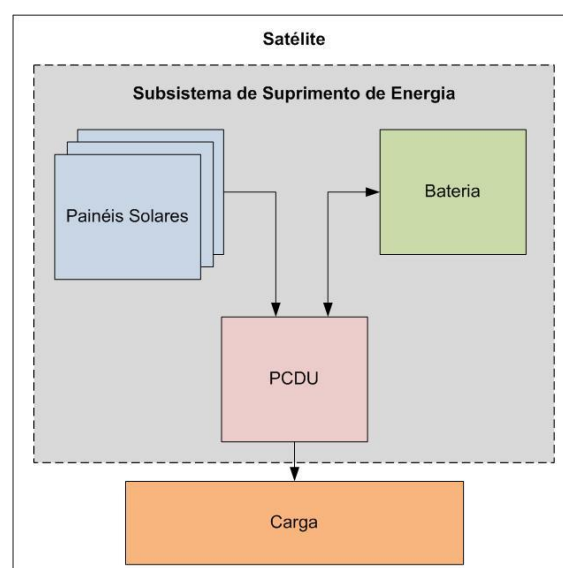 Satélite
Subsistema de Suprimento de Energia
Painéis Solares
Bateria
PCDU
Carga